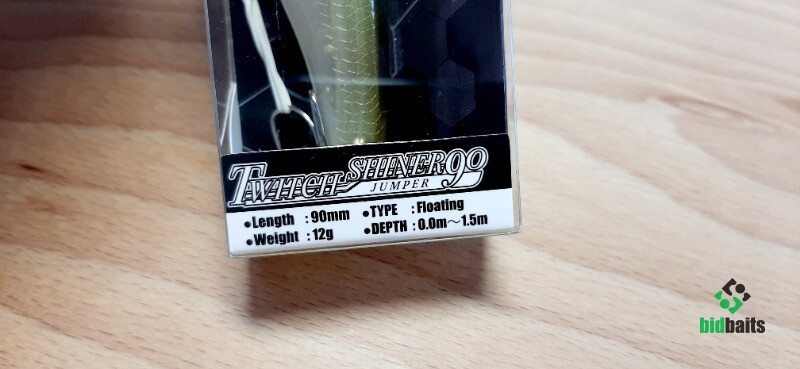 TWITCH SHINER 90
JUMPER
●Length : 90mm ●TYPE : Floating
●Weight : 12g ●DEPTH : 0.0m～1.5m
bidbaits